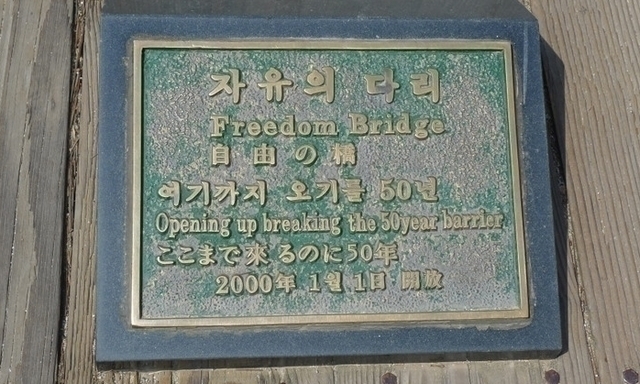 자유의 다리
Freedom Bridge
自由の橋
여기까지 오기를 50년
Opening up breaking the 50year barrier
ここまで來るのに50年
2000年 1월 1日 開放